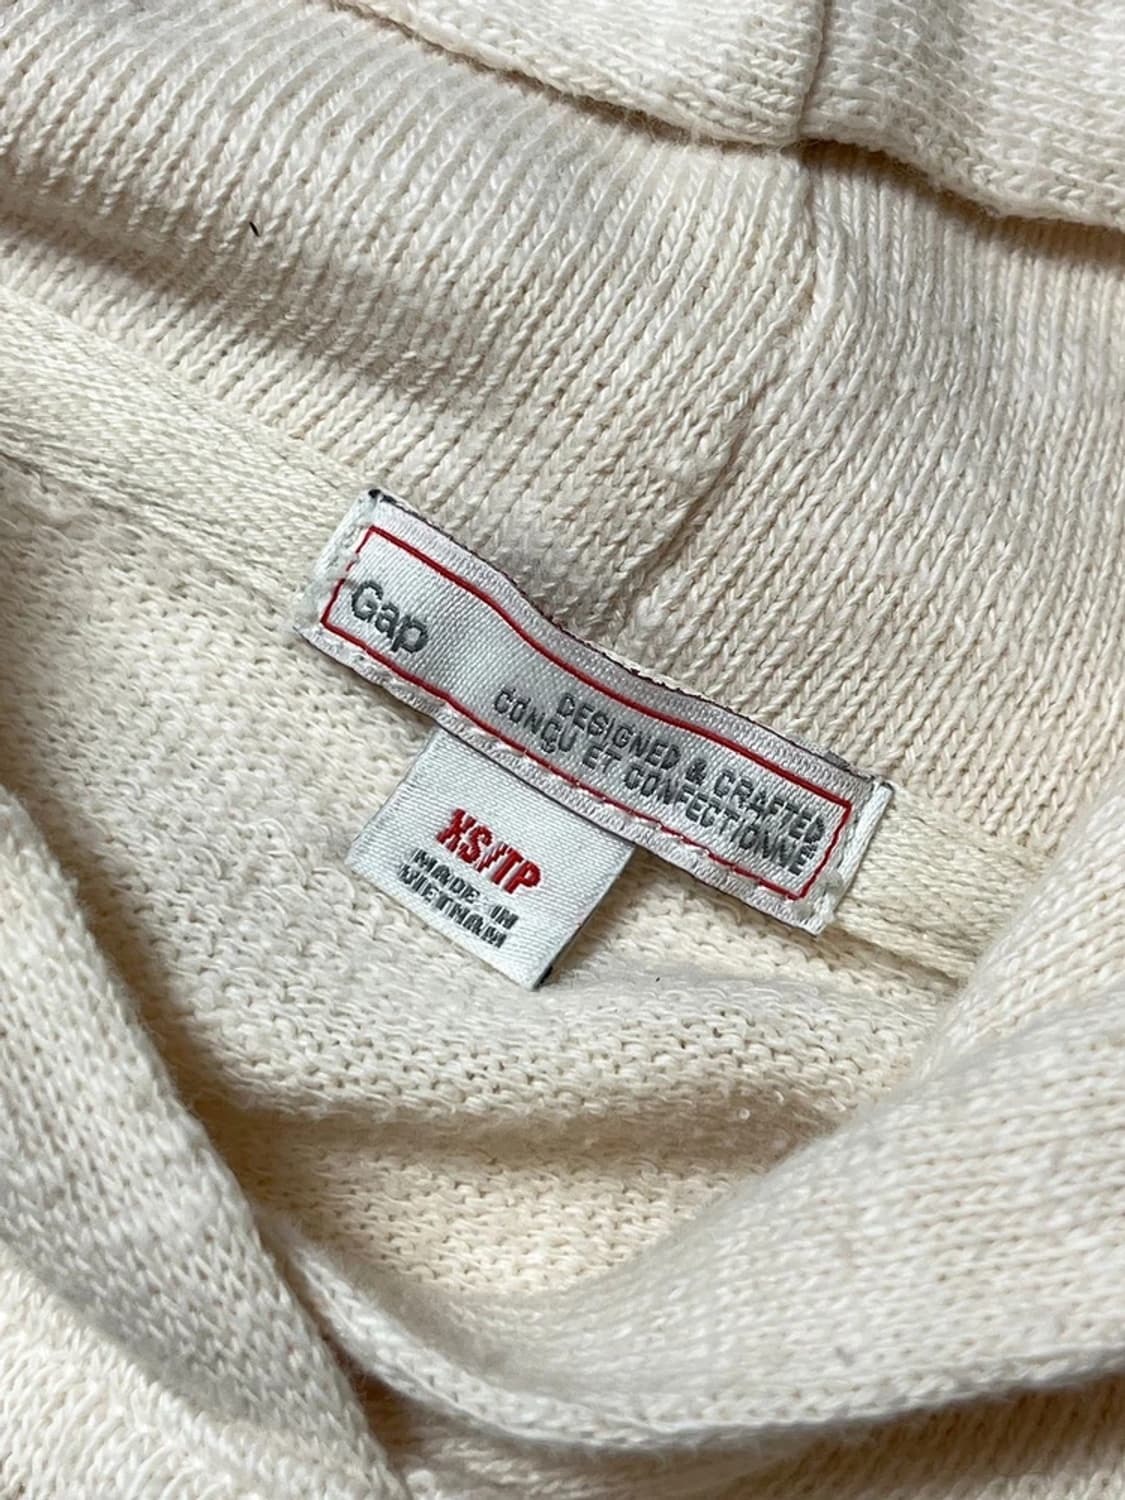 Gap
DESIGNED & CRAFTED
CONÇU ET CONFECTIONNÉ
XS/TP
MADE IN
VIETNAM